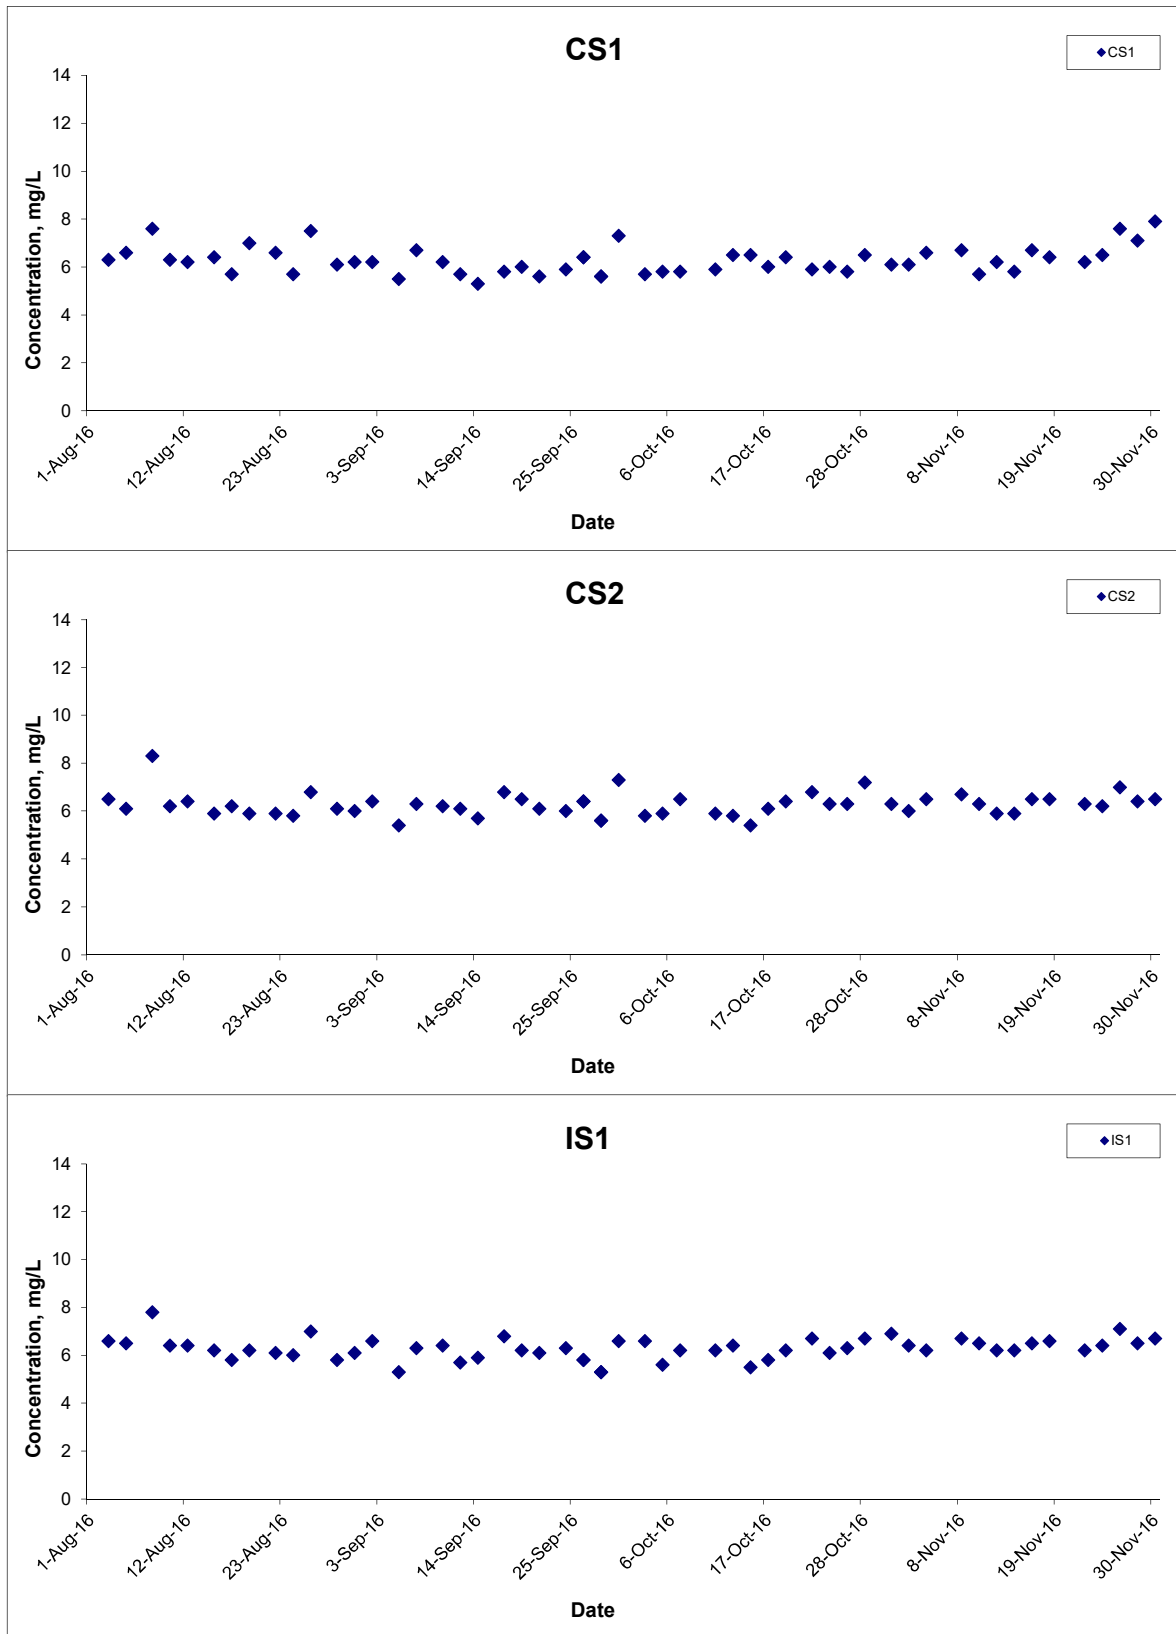 CS1
CS1
14
12
10
8
6
4
2
0
Concentration, mg/L
1-Aug-16
12-Aug-16
23-Aug-16
3-Sep-16
14-Sep-16
25-Sep-16
6-Oct-16
17-Oct-16
28-Oct-16
8-Nov-16
19-Nov-16
30-Nov-16
Date
CS2
CS2
14
12
10
8
6
4
2
0
Concentration, mg/L
1-Aug-16
12-Aug-16
23-Aug-16
3-Sep-16
14-Sep-16
25-Sep-16
6-Oct-16
17-Oct-16
28-Oct-16
8-Nov-16
19-Nov-16
30-Nov-16
Date
IS1
IS1
14
12
10
8
6
4
2
0
Concentration, mg/L
1-Aug-16
12-Aug-16
23-Aug-16
3-Sep-16
14-Sep-16
25-Sep-16
6-Oct-16
17-Oct-16
28-Oct-16
8-Nov-16
19-Nov-16
30-Nov-16
Date